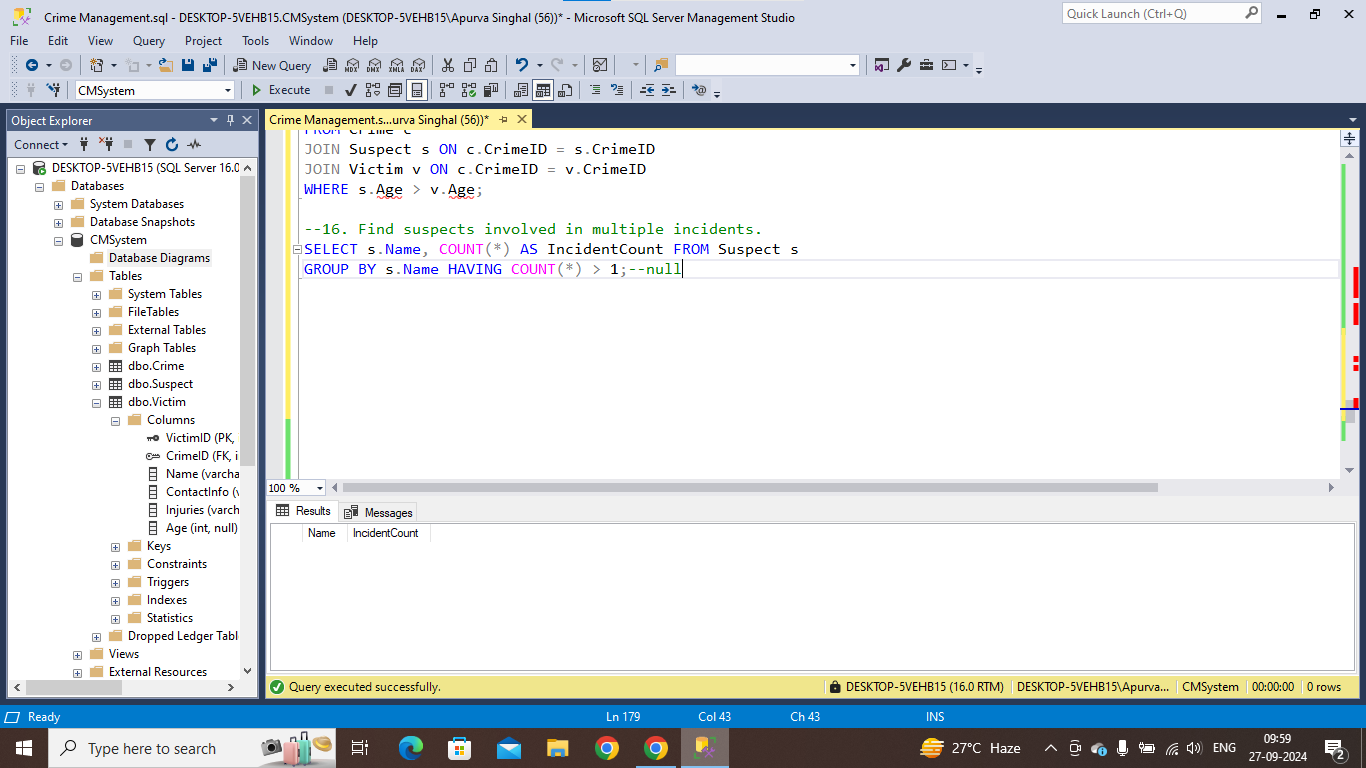 Crime Management.sql - DESKTOP-5VEHB15.CMSystem (DESKTOP-5VEHB15\Apurva Singhal (56))* - Microsoft SQL Server Management Studio
Quick Launch (Ctrl+Q)
File Edit View Query Project Tools Window Help
New Query
MDX DMX XMLA DAX
CMSystem
Execute
Object Explorer
Crime Management.s...urva Singhal (56))*
Connect
DESKTOP-5VEHB15 (SQL Server 16.0
Databases
System Databases
Database Snapshots
CMSystem
Database Diagrams
Tables
System Tables
FileTables
External Tables
Graph Tables
dbo.Crime
dbo.Suspect
dbo.Victim
Columns
VictimID (PK,
CrimeID (FK, i
Name (varcha
ContactInfo (v
Injuries (varch
Age (int, null)
Keys
Constraints
Triggers
Indexes
Statistics
Dropped Ledger Tabl
Views
External Resources
FROM Crime c
JOIN Suspect s ON c.CrimeID = s.CrimeID
JOIN Victim v ON c.CrimeID = v.CrimeID
WHERE s.Age > v.Age;
--16. Find suspects involved in multiple incidents.
SELECT s.Name, COUNT(*) AS IncidentCount FROM Suspect s
GROUP BY s.Name HAVING COUNT(*) > 1;--null
100 %
Results Messages
Name IncidentCount
Query executed successfully.
DESKTOP-5VEHB15 (16.0 RTM) DESKTOP-5VEHB15\Apurva... CMSystem 00:00:00 0 rows
Ready Ln 179 Col 43 Ch 43 INS
Type here to search
27°C Haze
ENG
09:59
27-09-2024
2